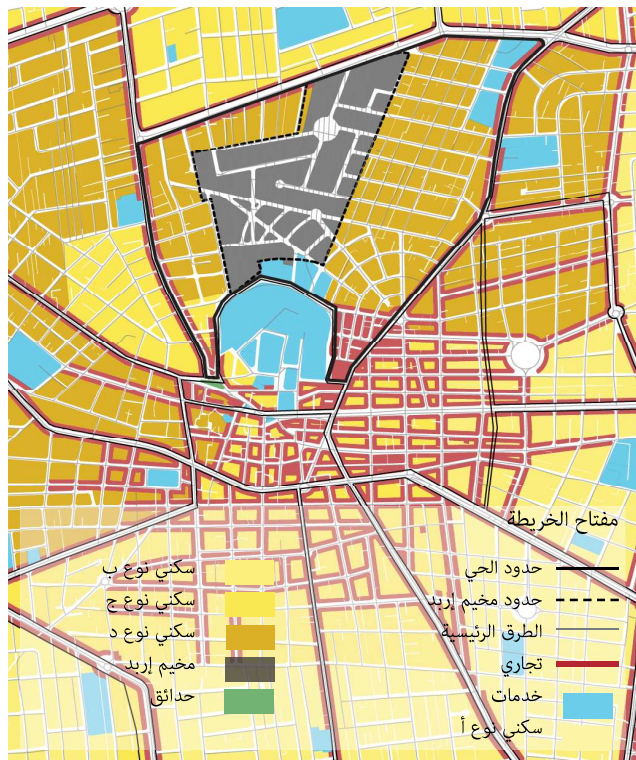 مفتاح الخريطة
حدود الحي
حدود مخيم إربد
الطرق الرئيسية
تجاري
خدمات
سكني نوع أ
سكني نوع ب
سكني نوع ج
سكني نوع د
مخيم إربد
حدائق